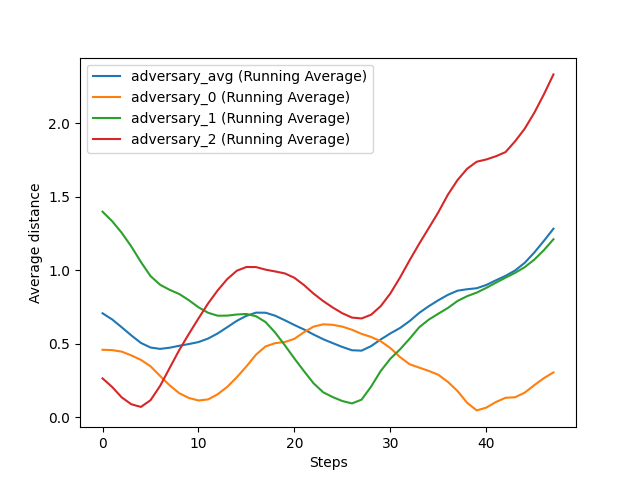 adversary_avg (Running Average)
adversary_0 (Running Average)
adversary_1 (Running Average)
adversary_2 (Running Average)
Average distance
2.0
1.5
1.0
0.5
0.0
0
10
20
30
40
Steps